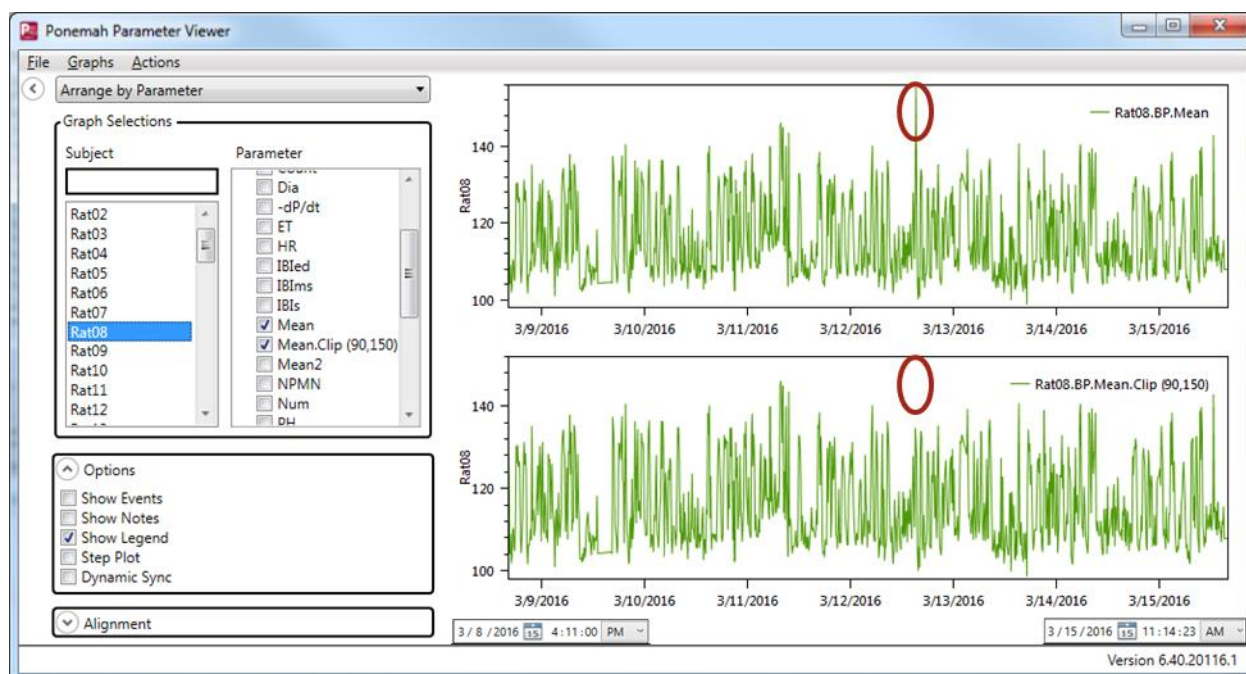 Ponemah Parameter Viewer
File Graphs Actions
Arrange by Parameter
Graph Selections
Subject Parameter
Rat02
Rat03
Rat04
Rat05
Rat06
Rat07
Rat08
Rat09
Rat10
Rat11
Rat12
Count
Dia
-dP/dt
ET
HR
IBIed
IBIms
IBIs
Mean
Mean.Clip (90,150)
Mean2
NPMN
Num
PH
Options
Show Events
Show Notes
Show Legend
Step Plot
Dynamic Sync
Alignment
Rat08.BP.Mean
140
120
100
Rat08
3/9/2016 3/10/2016 3/11/2016 3/12/2016 3/13/2016 3/14/2016 3/15/2016
Rat08.BP.Mean.Clip (90,150)
140
120
100
Rat08
3/9/2016 3/10/2016 3/11/2016 3/12/2016 3/13/2016 3/14/2016 3/15/2016
3 / 8 / 2016 15 4 : 11 : 00 PM
3 / 15 / 2016 15 11 : 14 : 23 AM
Version 6.40.20116.1